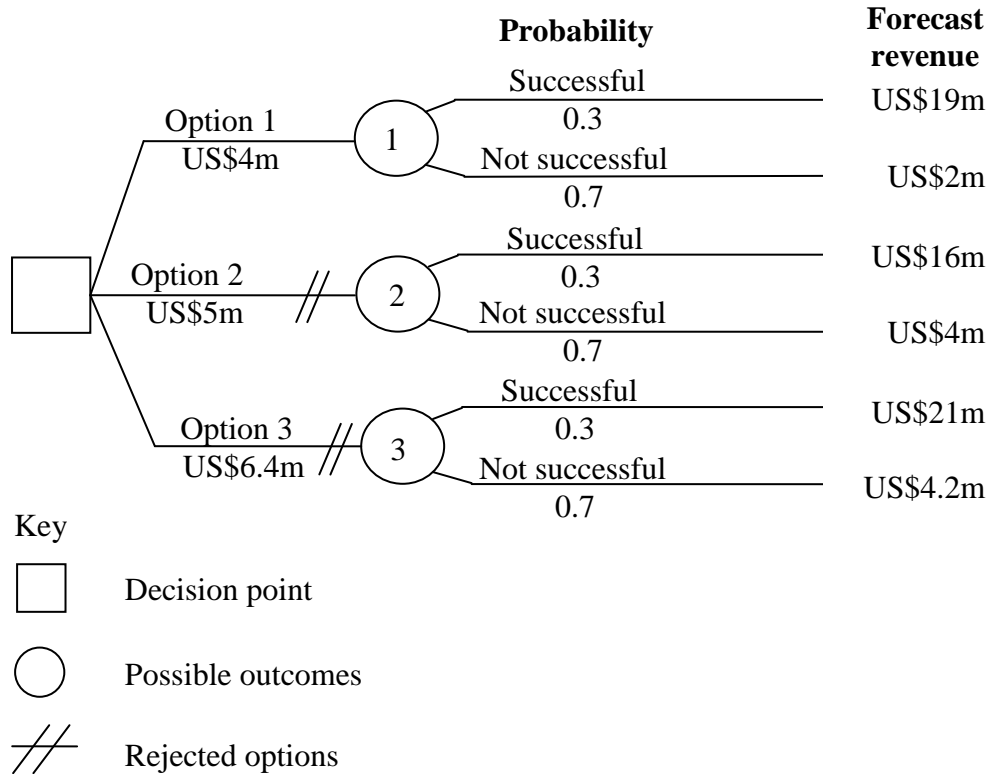 Probability
Forecast
revenue
Successful
0.3
US$19m
Option 1
US$4m
1
Not successful
0.7
US$2m
Successful
0.3
US$16m
Option 2
US$5m
2
Not successful
0.7
US$4m
Successful
0.3
US$21m
Option 3
US$6.4m
3
Not successful
0.7
US$4.2m
Key
Decision point
Possible outcomes
Rejected options